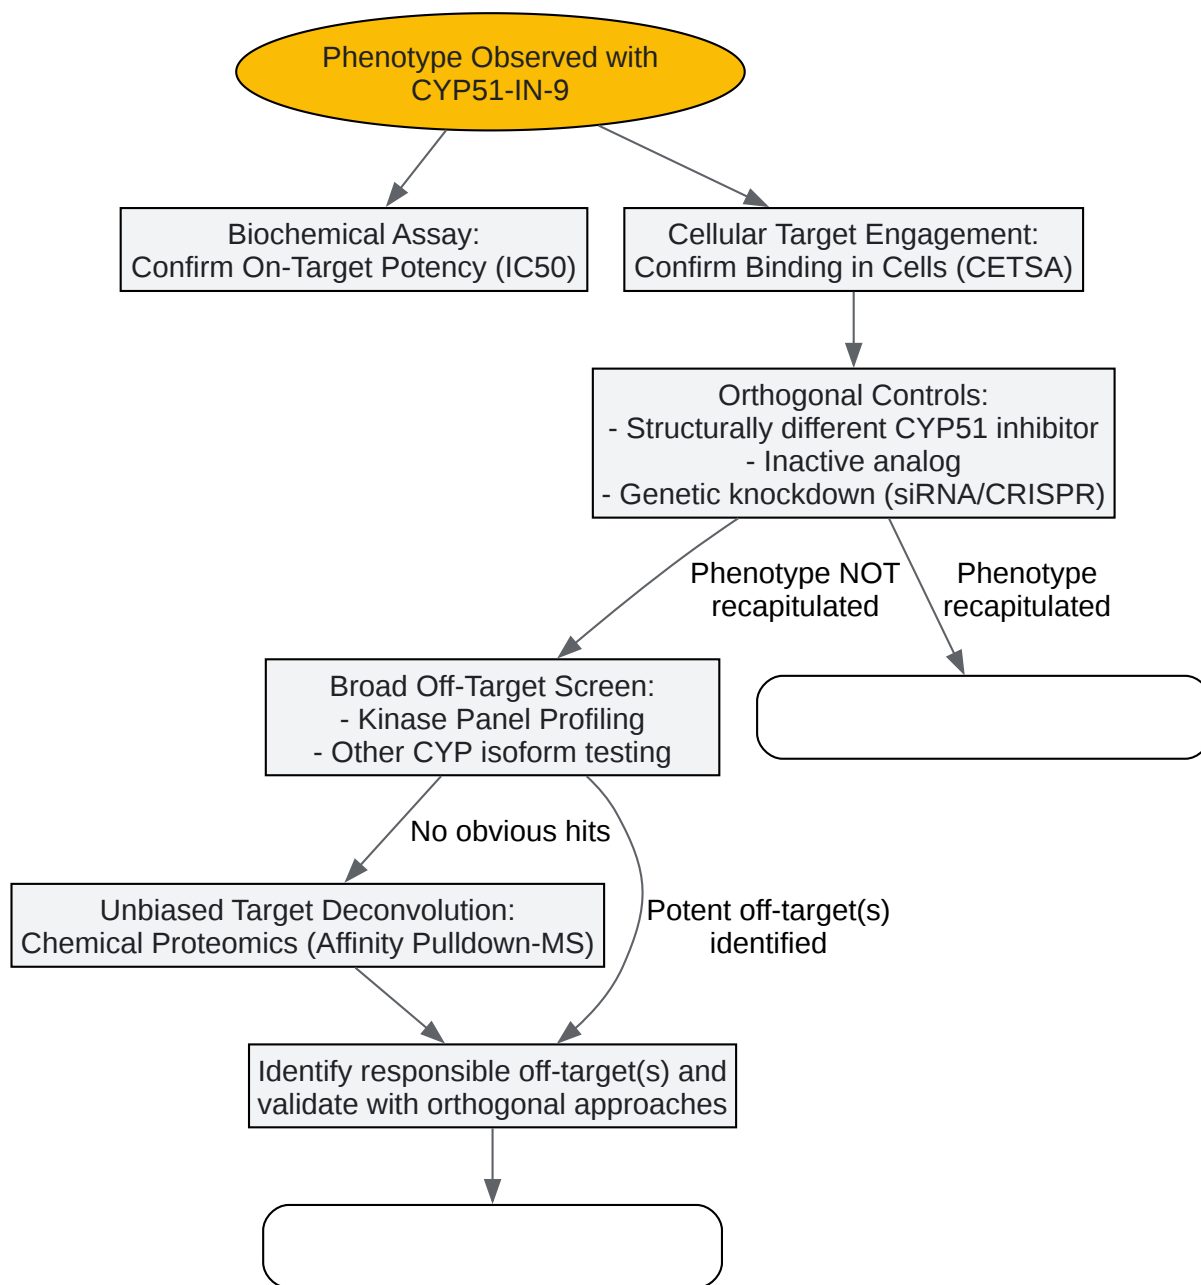 Phenotype Observed with
CYP51-IN-9
Biochemical Assay:
Confirm On-Target Potency (IC50)
Cellular Target Engagement:
Confirm Binding in Cells (CETSA)
Orthogonal Controls:
- Structurally different CYP51 inhibitor
- Inactive analog
- Genetic knockdown (siRNA/CRISPR)
Phenotype NOT
recapitulated
Phenotype
recapitulated
Broad Off-Target Screen:
- Kinase Panel Profiling
- Other CYP isoform testing
No obvious hits
Potent off-target(s)
identified
Unbiased Target Deconvolution:
Chemical Proteomics (Affinity Pulldown-MS)
Identify responsible off-target(s) and
validate with orthogonal approaches